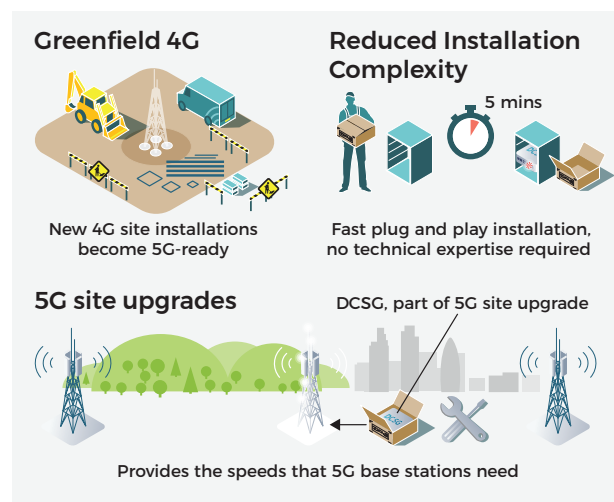 Greenfield 4G
New 4G site installations
become 5G-ready
Reduced Installation
Complexity
5 mins
Fast plug and play installation,
no technical expertise required
5G site upgrades
DCSG, part of 5G site upgrade
DCSG
Provides the speeds that 5G base stations need